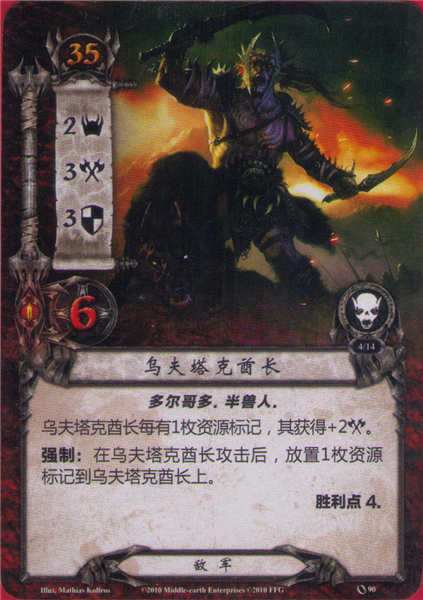 35
2
3
3
6
4/14
乌夫塔克酋长
多尔哥多. 半兽人.
乌夫塔克酋长每有1枚资源标记，其获得+2。
强制：在乌夫塔克酋长攻击后，放置1枚资源
标记到乌夫塔克酋长上。
胜利点 4.
敌军
Illus. Mathias Kollros ©2010 Middle-earth Enterprises ©2010 FFG 90